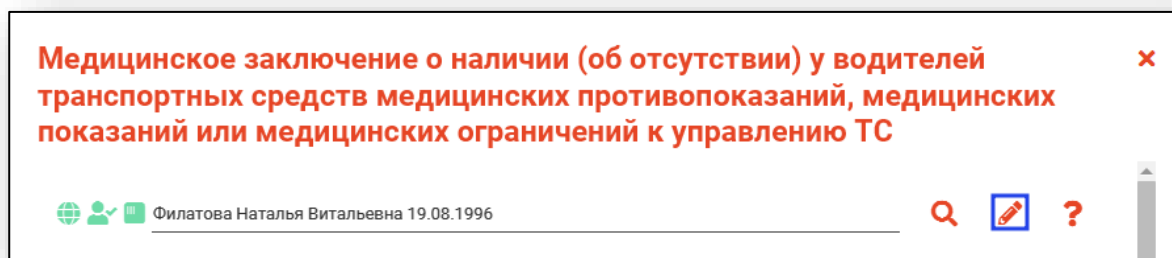 Медицинское заключение о наличии (об отсутствии) у водителей
транспортных средств медицинских противопоказаний, медицинских
показаний или медицинских ограничений к управлению ТС
Филатова Наталья Витальевна 19.08.1996